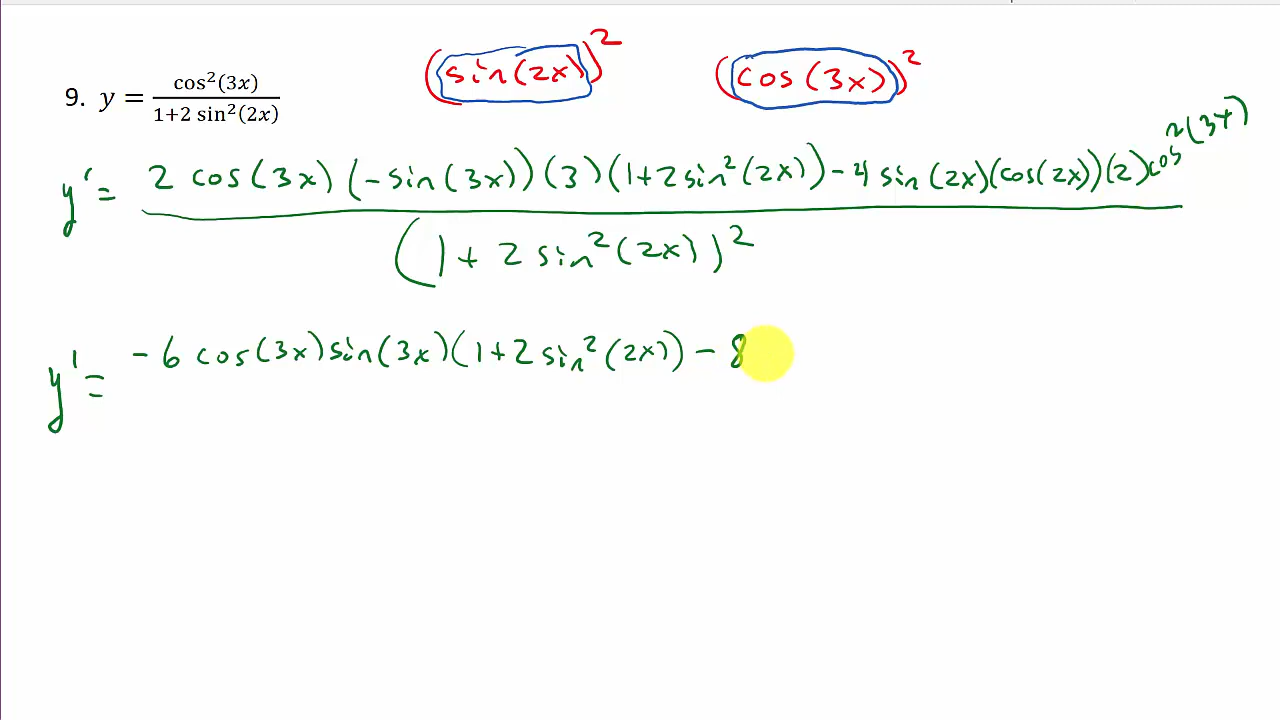 (sin(2x))² (cos(3x))²
9. y = cos²(3x) / 1+2 sin²(2x)
y' = 2 cos(3x) (-sin(3x)) (3) (1+2sin²(2x)) - 4 sin(2x)(cos(2x))(2) cos²(3x)
(1 + 2 sin²(2x))²
y' = -6 cos(3x) sin(3x) (1+2 sin²(2x)) - 8